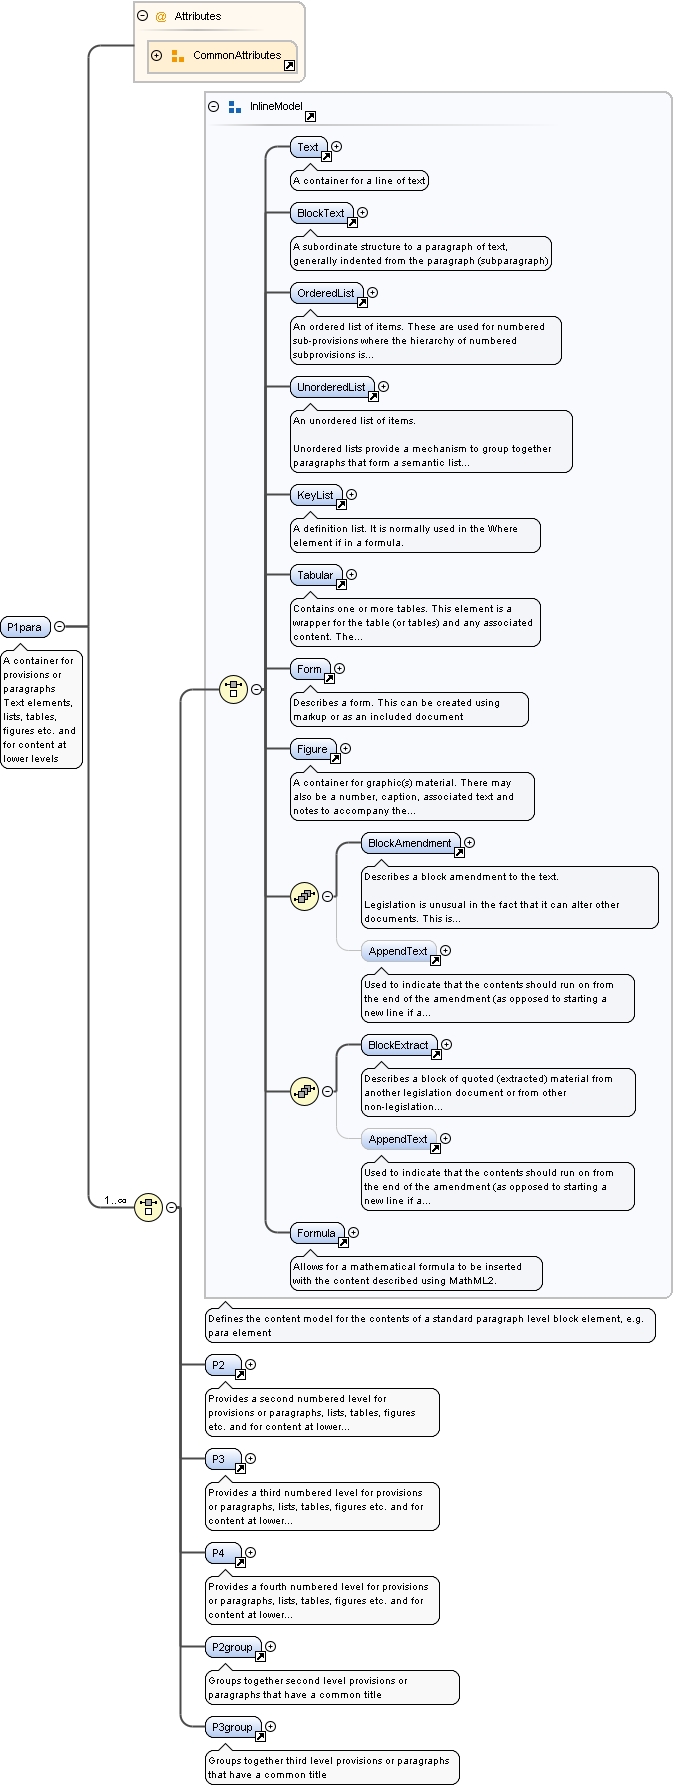 Attributes
CommonAttributes
InlineModel
Text
A container for a line of text
BlockText
A subordinate structure to a paragraph of text,
generally indented from the paragraph (subparagraph)
OrderedList
An ordered list of items. These are used for numbered
sub-provisions where the hierarchy of numbered
subprovisions is...
UnorderedList
An unordered list of items.
Unordered lists provide a mechanism to group together
paragraphs that form a semantic list...
KeyList
A definition list. It is normally used in the Where
element if in a formula.
Tabular
Contains one or more tables. This element is a
wrapper for the table (or tables) and any associated
content. The...
P1para
A container for
provisions or
paragraphs
Text elements,
lists, tables,
figures etc. and
for content at
lower levels
Form
Describes a form. This can be created using
markup or as an included document
Figure
A container for graphic(s) material. There may
also be a number, caption, associated text and
notes to accompany the...
BlockAmendment
Describes a block amendment to the text.
Legislation is unusual in the fact that it can alter other
documents. This is...
AppendText
Used to indicate that the contents should run on from
the end of the amendment (as opposed to starting a
new line if a...
BlockExtract
Describes a block of quoted (extracted) material from
another legislation document or from other
non-legislation...
AppendText
Used to indicate that the contents should run on from
the end of the amendment (as opposed to starting a
new line if a...
1..∞
Formula
Allows for a mathematical formula to be inserted
with the content described using MathML2.
Defines the content model for the contents of a standard paragraph level block element, e.g.
para element
P2
Provides a second numbered level for
provisions or paragraphs, lists, tables, figures
etc. and for content at lower...
P3
Provides a third numbered level for provisions
or paragraphs, lists, tables, figures etc. and for
content at lower...
P4
Provides a fourth numbered level for provisions
or paragraphs, lists, tables, figures etc. and for
content at lower...
P2group
Groups together second level provisions or
paragraphs that have a common title
P3group
Groups together third level provisions or paragraphs
that have a common title